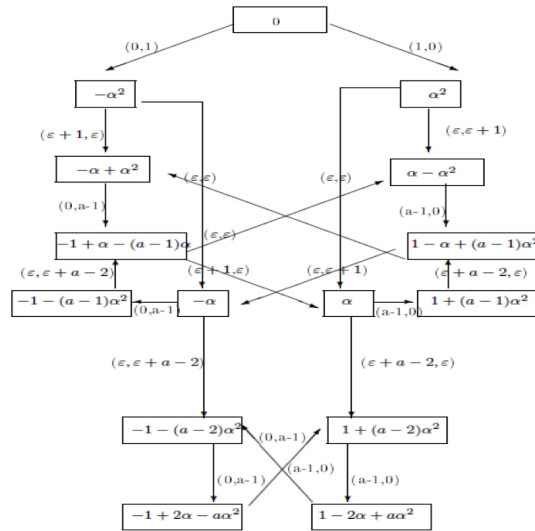 0
(0,1)
(1,0)
−α²
α²
(ε+1,ε)
(ε,ε+1)
−α+α²
(ε,ε)
(ε,ε)
α−α²
(0,a-1)
(a-1,0)
−1+α−(a−1)α
(ε,ε)
1−α+(a−1)α²
(ε,ε+a−2)
(ε+1,ε)
(ε,ε+1)
(ε+a−2,ε)
−1−(a−1)α²
(0,a-1)
−α
α
(a-1,0)
1+(a−1)α²
(ε,ε+a−2)
(ε+a−2,ε)
−1−(a−2)α²
(0,a-1)
1+(a−2)α²
(0,a-1)
(a-1,0)
(a-1,0)
−1+2α−aα²
1−2α+aα²